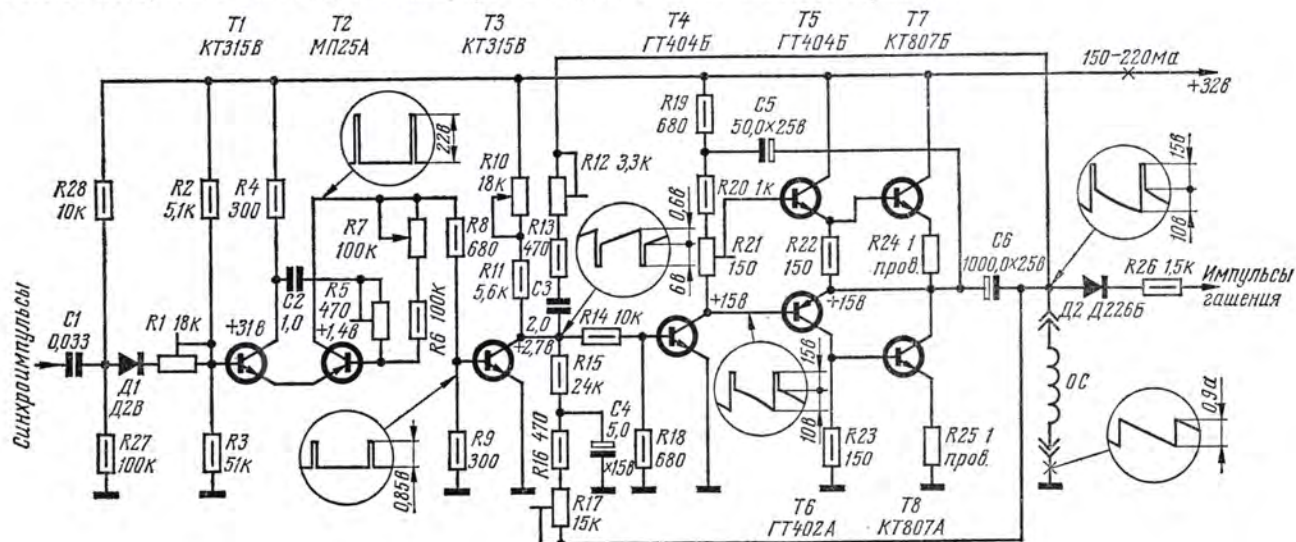 T1
КТ315В
T2
МП25А
T3
КТ315В
T4
ГТ404Б
T5
ГТ404Б
T7
КТ807Б
150-220ма
+32в
R28
10к
R2
5,1к
R4
300
22в
R7
100к
R8
680
R10
18к
R12 3,3к
R19
680
C5
50,0×25в
R20 1к
0,6в
6в
R13
470
R11
5,6к
C3
2,0
R21
150
R22
150
R24 1
пров.
C6
1000,0×25в
15в
10в
R26 1,5к
Импульсы
гашения
Д2 Д226Б
Синхроимпульсы
C1
0,033
R1 18к
Д1
Д2В
+31в
C2
1,0
R5
470
+1,4в
R6 100к
+2,7в
R14 10к
+15в
+15в
R15
24к
C4
5,0
×15в
R16 470
R17
15к
R18
680
15в
10в
R23
150
R25 1
пров.
ОС
0,9а
R27
100к
R3
51к
0,85в
R9
300
T6
ГТ402А
T8
КТ807А